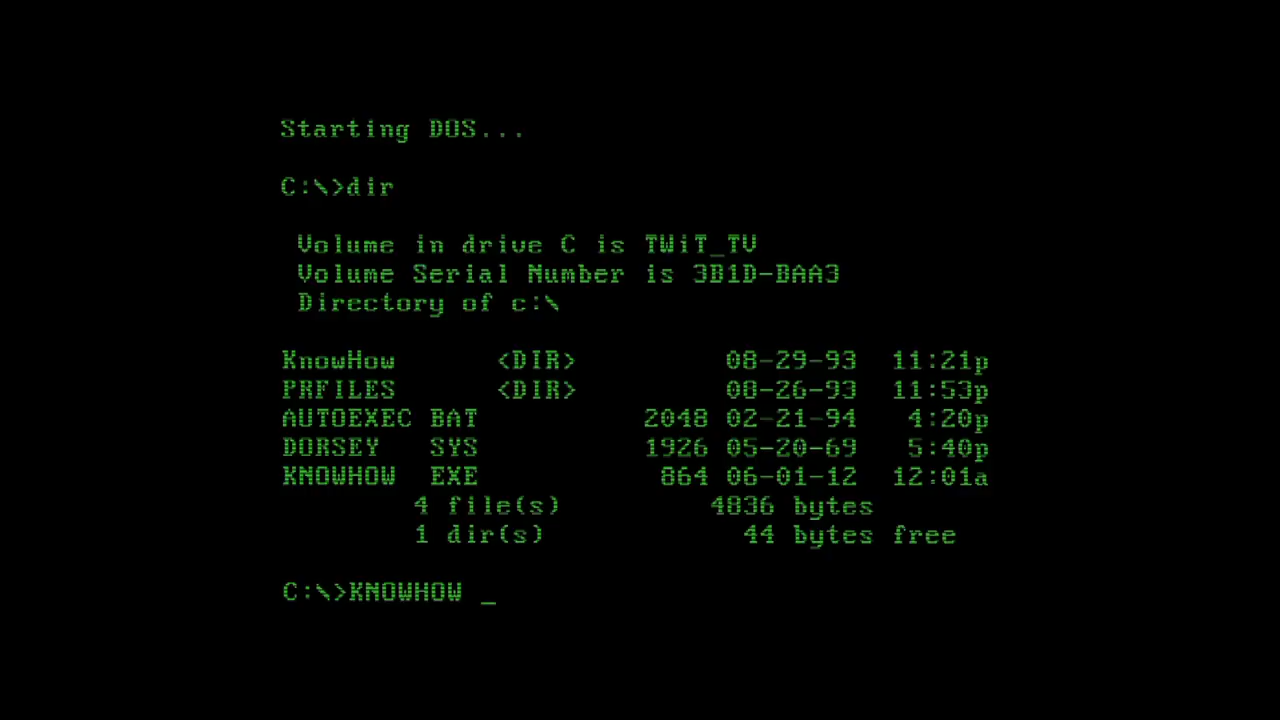 Starting DOS...
C:\>dir
Volume in drive C is TWiT_TV
Volume Serial Number is 3B1D-BAA3
Directory of c:\
KnowHow <DIR> 08-29-93 11:21p
PRFILES <DIR> 08-26-93 11:53p
AUTOEXEC BAT 2048 02-21-94 4:20p
DORSEY SYS 1926 05-20-69 5:40p
KNOWHOW EXE 864 06-01-12 12:01a
4 file(s) 4836 bytes
1 dir(s) 44 bytes free
C:\>KNOWHOW _